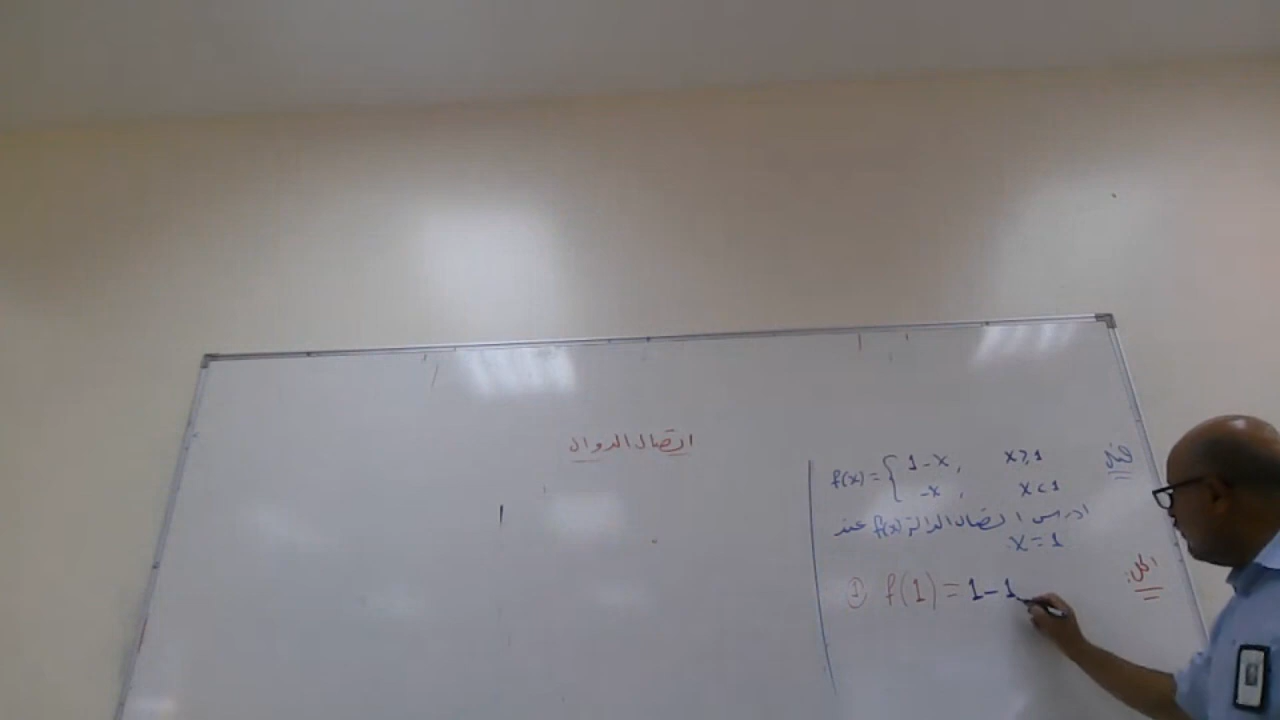 اتصال الدوال
مثال
f(x) = { 1 - x , x ≥ 1
- x , x < 1
ادرس اتصال الدالة f(x) عند
x = 1
الحل:
① f(1) = 1 - 1